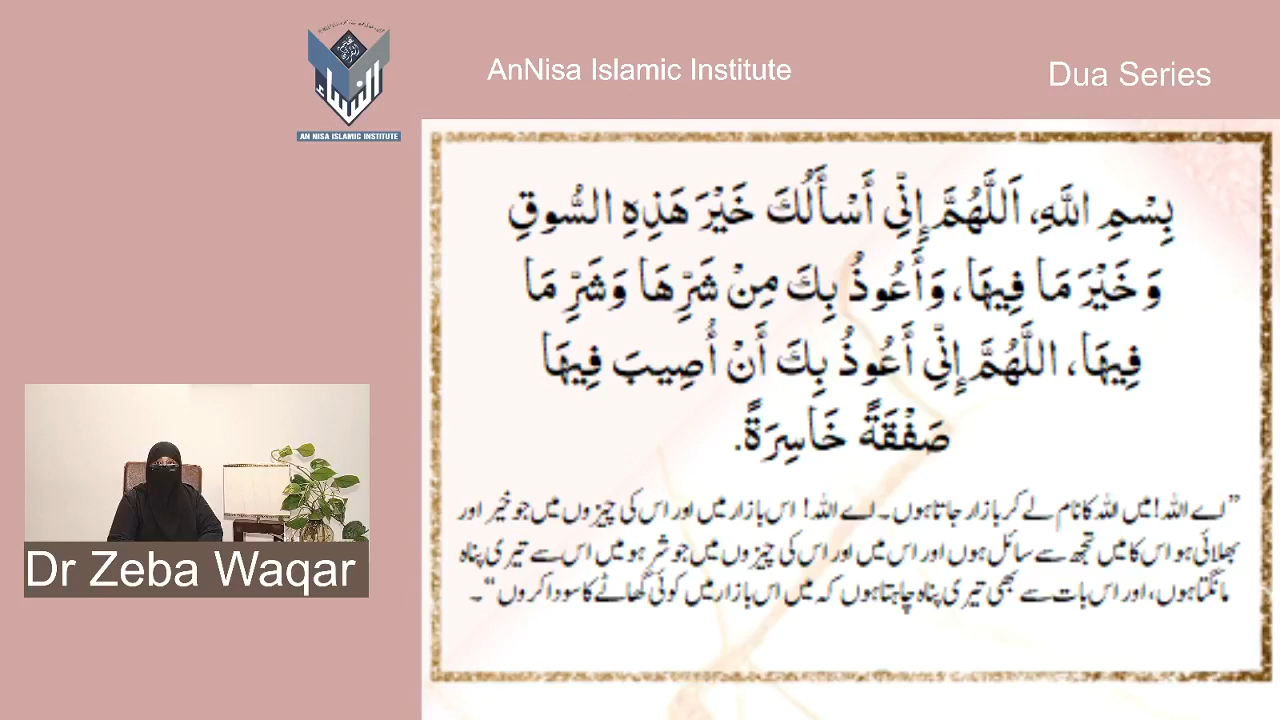 AnNisa Islamic Institute
Dua Series
النساء
AN NISA ISLAMIC INSTITUTE
بِسْمِ اللَّهِ، اَللَّهُمَّ إِنِّي أَسْأَلُكَ خَيْرَ هَذِهِ السُّوقِ
وَخَيْرَ مَا فِيهَا، وَأَعُوذُ بِكَ مِنْ شَرِّهَا وَشَرِّ مَا
فِيهَا، اللَّهُمَّ إِنِّي أَعُوذُ بِكَ أَنْ أُصِيبَ فِيهَا
صَفْقَةً خَاسِرَةً.
”اے اللہ! میں اللہ کا نام لے کر بازار جاتا ہوں۔ اے اللہ! اس بازار میں اور اس کی چیزوں میں جو خیر اور
بھلائی ہو اس کا میں تجھ سے سائل ہوں اور اس میں اور اس کی چیزوں میں جو شر ہو میں اس سے تیری پناہ
مانگتا ہوں، اور اس بات سے بھی تیری پناہ چاہتا ہوں کہ میں اس بازار میں کوئی گھاٹے کا سودا کروں“۔
Dr Zeba Waqar